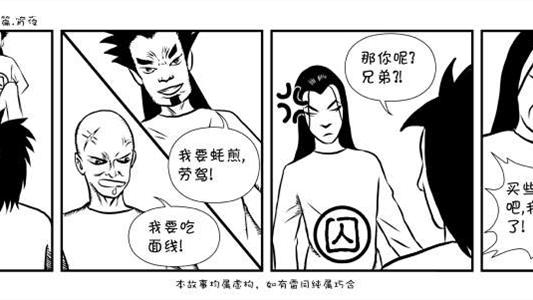 篇.宵夜
我要蚝煎,
劳驾!
我要吃
面线!
那你呢?
兄弟?!
囚
买些
吧,我
了!
本故事均属虚构，如有雷同纯属巧合